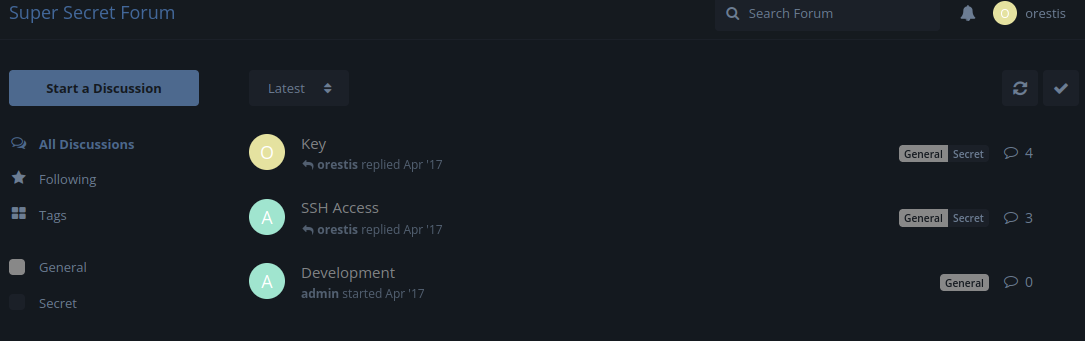 Super Secret Forum
Search Forum
O orestis
Start a Discussion
Latest
All Discussions
Following
Tags
General
Secret
O Key
orestis replied Apr '17
General Secret 4
A SSH Access
orestis replied Apr '17
General Secret 3
A Development
admin started Apr '17
General 0